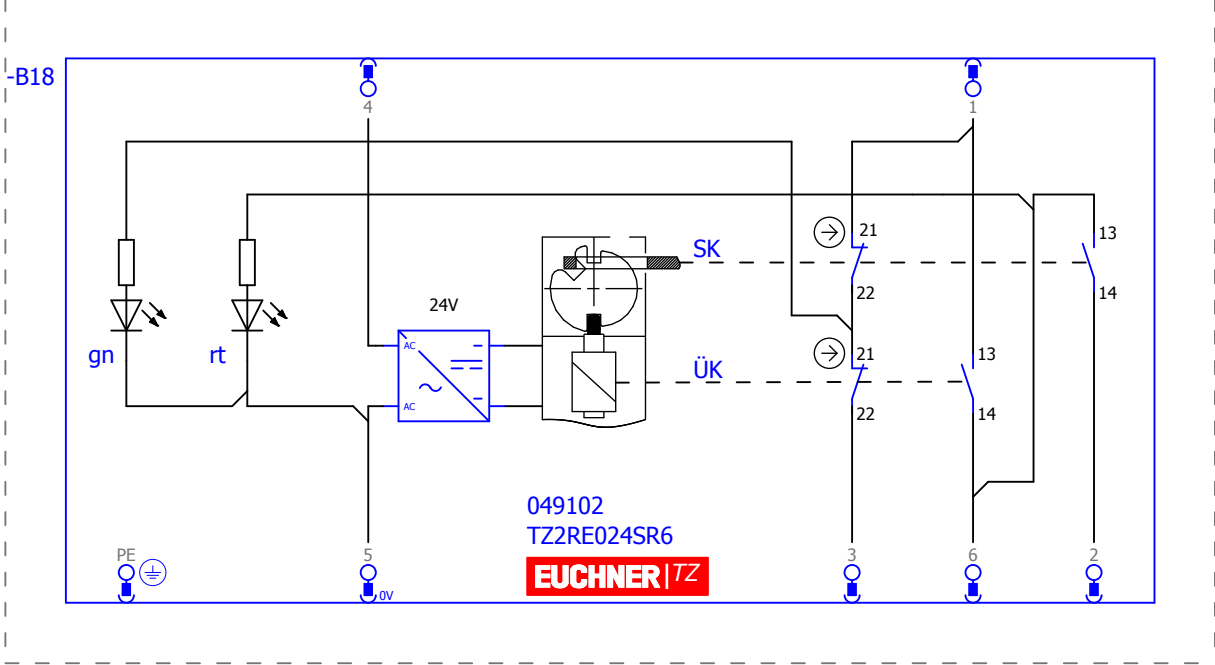 -B18
4
1
21
13
SK
22
14
24V
gn
rt
AC
AC
21
13
ÜK
22
14
049102
TZ2RE024SR6
EUCHNER|TZ
PE
5
0V
3
6
2